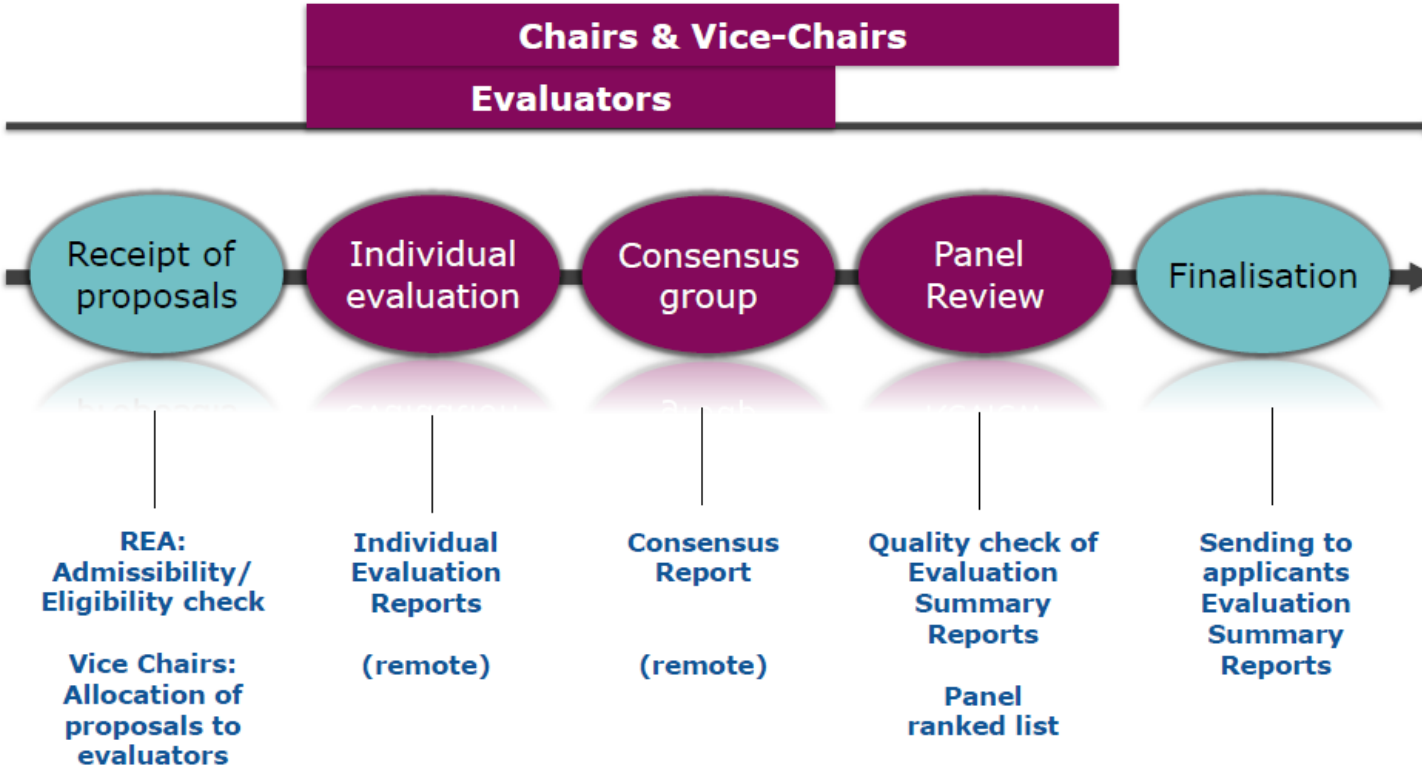 Chairs & Vice-Chairs
Evaluators
Receipt of
proposals
Individual
evaluation
Consensus
group
Panel
Review
Finalisation
REA:
Admissibility/
Eligibility check
Vice Chairs:
Allocation of
proposals to
evaluators
Individual
Evaluation
Reports
(remote)
Consensus
Report
(remote)
Quality check of
Evaluation
Summary
Reports
Panel
ranked list
Sending to
applicants
Evaluation
Summary
Reports